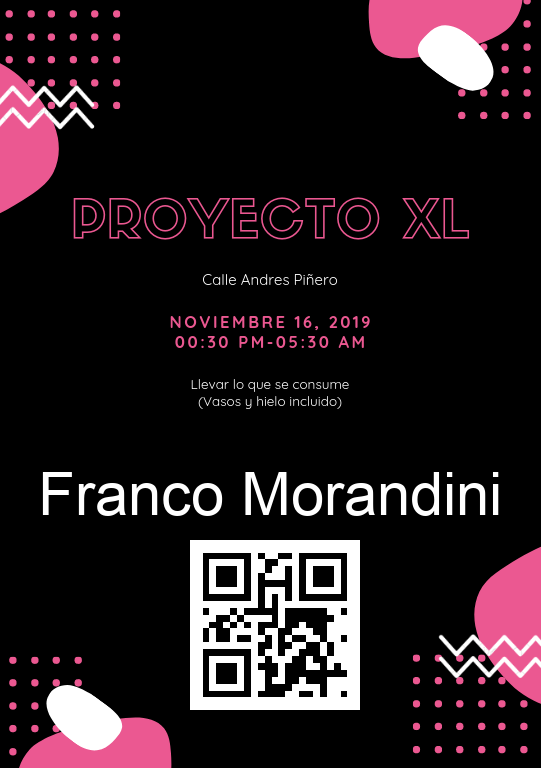 PROYECTO XL
Calle Andres Piñero
NOVIEMBRE 16, 2019
00:30 PM-05:30 AM
Llevar lo que se consume
(Vasos y hielo incluido)
Franco Morandini